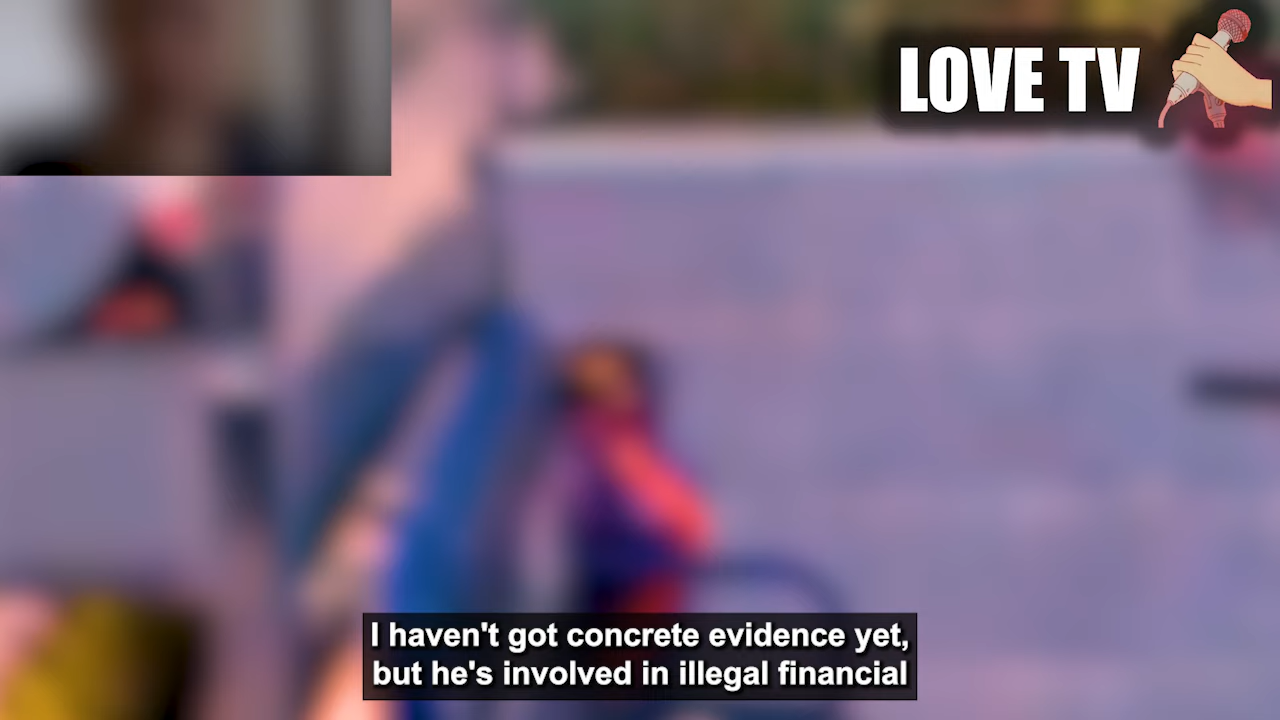 LOVE TV
I haven't got concrete evidence yet,
but he's involved in illegal financial